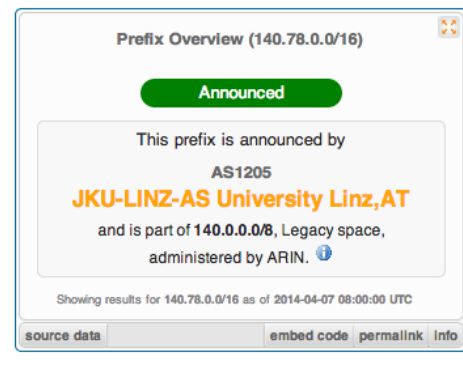 Prefix Overview (140.78.0.0/16)
Announced
This prefix is announced by
AS1205
JKU-LINZ-AS University Linz,AT
and is part of 140.0.0.0/8, Legacy space,
administered by ARIN. i
Showing results for 140.78.0.0/16 as of 2014-04-07 08:00:00 UTC
source data embed code permalink info